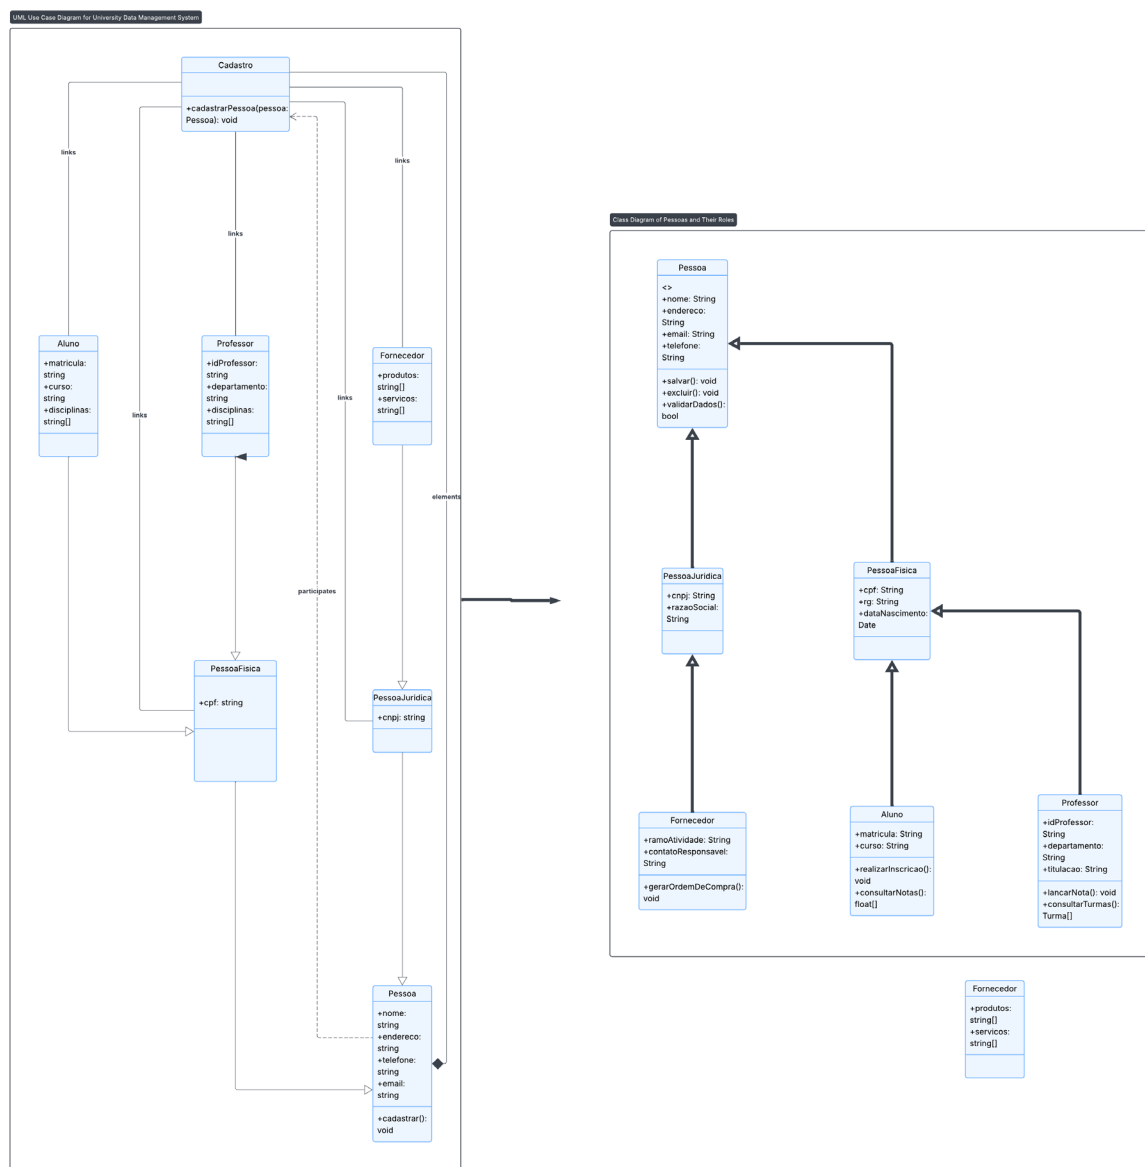 UML Use Case Diagram for University Data Management System
Cadastro
+cadastrarPessoa(pessoa:
Pessoa): void
links
links
links
links
links
elements
participates
Aluno
+matricula:
string
+curso:
string
+disciplinas:
string[]
Professor
+idProfessor:
string
+departamento:
string
+disciplinas:
string[]
Fornecedor
+produtos:
string[]
+servicos:
string[]
PessoaFisica
+cpf: string
PessoaJuridica
+cnpj: string
Pessoa
+nome:
string
+endereco:
string
+telefone:
string
+email:
string
+cadastrar():
void
Class Diagram of Pessoas and Their Roles
Pessoa
<>
+nome: String
+endereco:
String
+email: String
+telefone:
String
+salvar(): void
+excluir(): void
+validarDados():
bool
PessoaJuridica
+cnpj: String
+razaoSocial:
String
PessoaFisica
+cpf: String
+rg: String
+dataNascimento:
Date
Fornecedor
+ramoAtividade: String
+contatoResponsavel:
String
+gerarOrdemDeCompra():
void
Aluno
+matricula: String
+curso: String
+realizarInscricao():
void
+consultarNotas():
float[]
Professor
+idProfessor:
String
+departamento:
String
+titulacao: String
+lancarNota(): void
+consultarTurmas():
Turma[]
Fornecedor
+produtos:
string[]
+servicos:
string[]